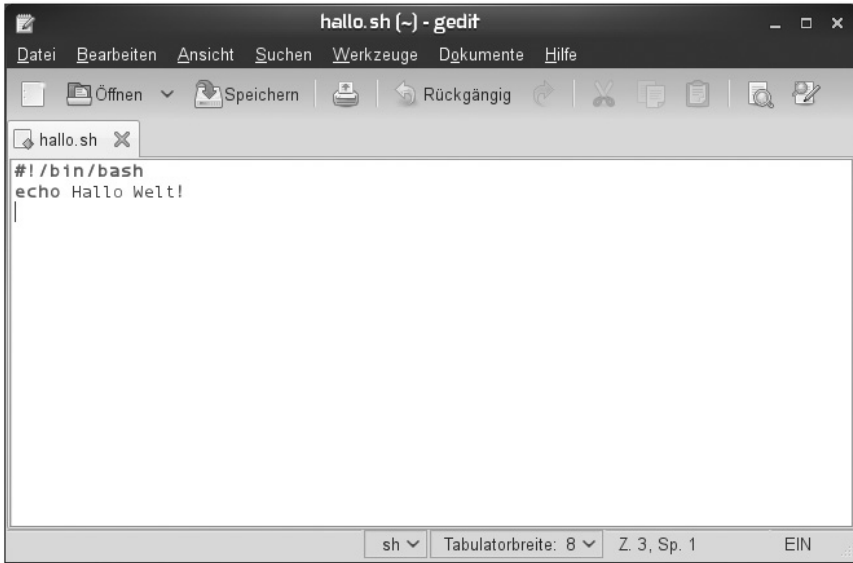 hallo.sh (~) - gedit
Datei Bearbeiten Ansicht Suchen Werkzeuge Dokumente Hilfe
Öffnen Speichern Rückgängig
hallo.sh
#!/bin/bash
echo Hallo Welt!
sh Tabulatorbreite: 8 Z. 3, Sp. 1 EIN